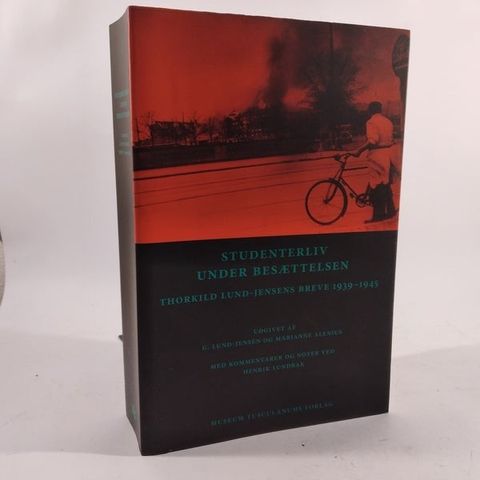 STUDENTERLIV
UNDER BESÆTTELSEN
THORKILD LUND-JENSENS BREVE 1939-1945
UDGIVET AF
G. LUND-JENSEN OG MARIANNE ALENIUS
MED KOMMENTARER OG NOTER VED
HENRIK LUNDBAK
MUSEUM TUSCULANUMS FORLAG